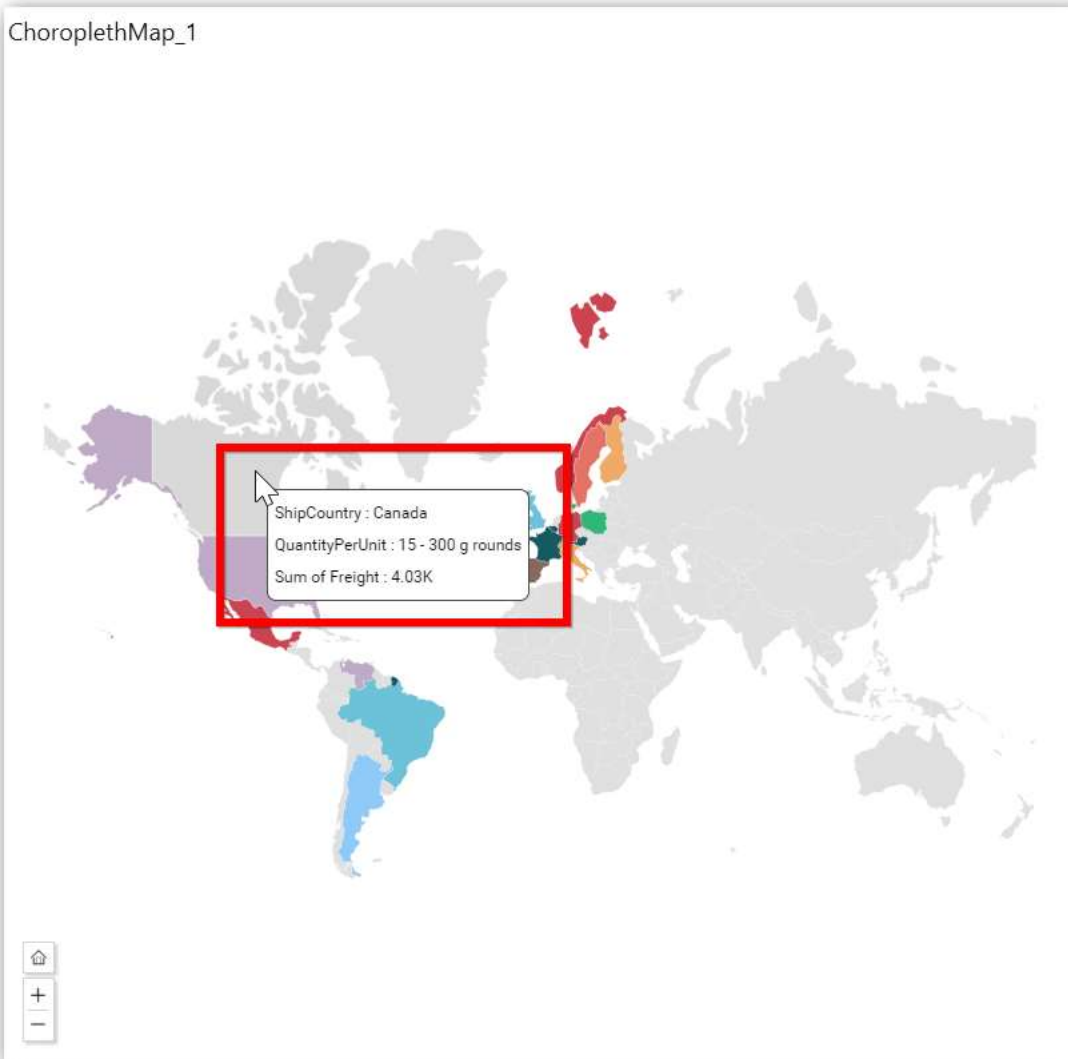 ChoroplethMap_1
ShipCountry : Canada
QuantityPerUnit : 15 - 300 g rounds
Sum of Freight : 4.03K